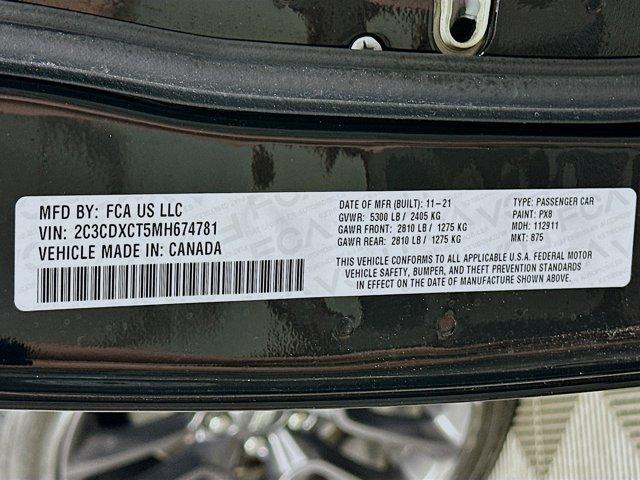 MFD BY: FCA US LLC
VIN: 2C3CDXCT5MH674781
VEHICLE MADE IN: CANADA
DATE OF MFR (BUILT): 11-21
GVWR: 5300 LB / 2405 KG
GAWR FRONT: 2810 LB / 1275 KG
GAWR REAR: 2810 LB / 1275 KG
TYPE: PASSENGER CAR
PAINT: PX8
MDH: 112911
MKT: 875
THIS VEHICLE CONFORMS TO ALL APPLICABLE U.S.A. FEDERAL MOTOR
VEHICLE SAFETY, BUMPER, AND THEFT PREVENTION STANDARDS
IN EFFECT ON THE DATE OF MANUFACTURE SHOWN ABOVE.